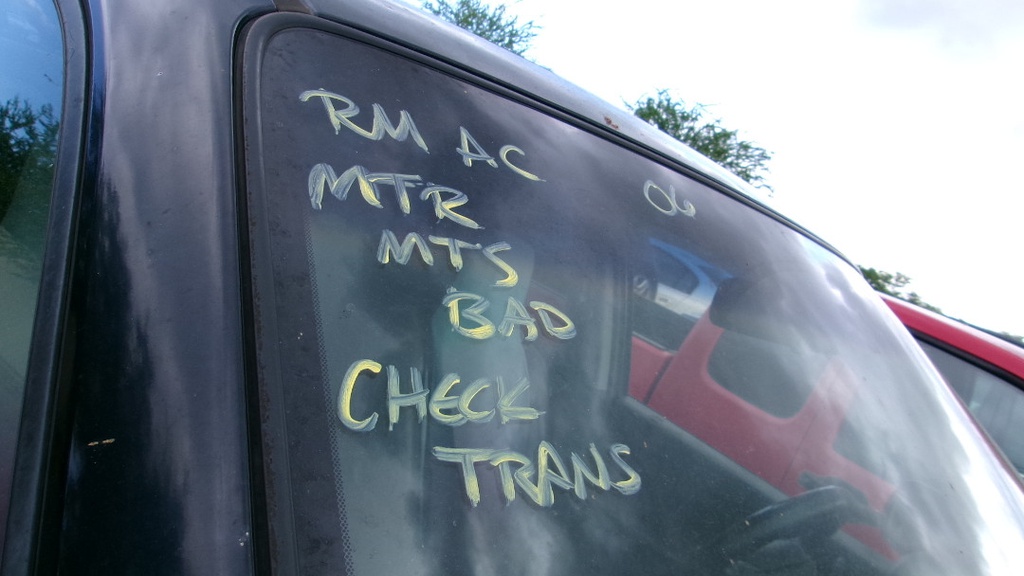 RM AC
06
MTR
MTS
BAD
CHECK
TRANS